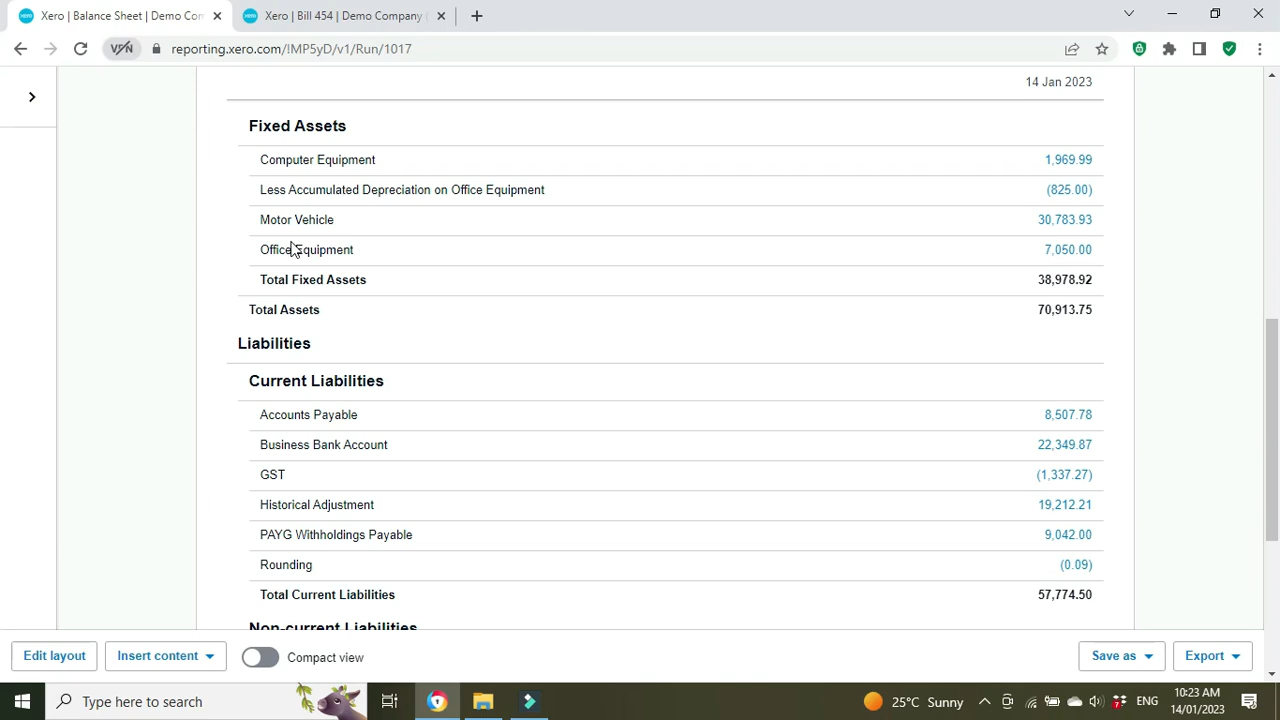 Xero | Balance Sheet | Demo Com
Xero | Bill 454 | Demo Company (
VPN
reporting.xero.com/!MP5yD/v1/Run/1017
14 Jan 2023
Fixed Assets
Computer Equipment 1,969.99
Less Accumulated Depreciation on Office Equipment (825.00)
Motor Vehicle 30,783.93
Office Equipment 7,050.00
Total Fixed Assets 38,978.92
Total Assets 70,913.75
Liabilities
Current Liabilities
Accounts Payable 8,507.78
Business Bank Account 22,349.87
GST (1,337.27)
Historical Adjustment 19,212.21
PAYG Withholdings Payable 9,042.00
Rounding (0.09)
Total Current Liabilities 57,774.50
Non-current Liabilities
Edit layout Insert content Compact view Save as Export
Type here to search
25°C Sunny
ENG
10:23 AM
14/01/2023